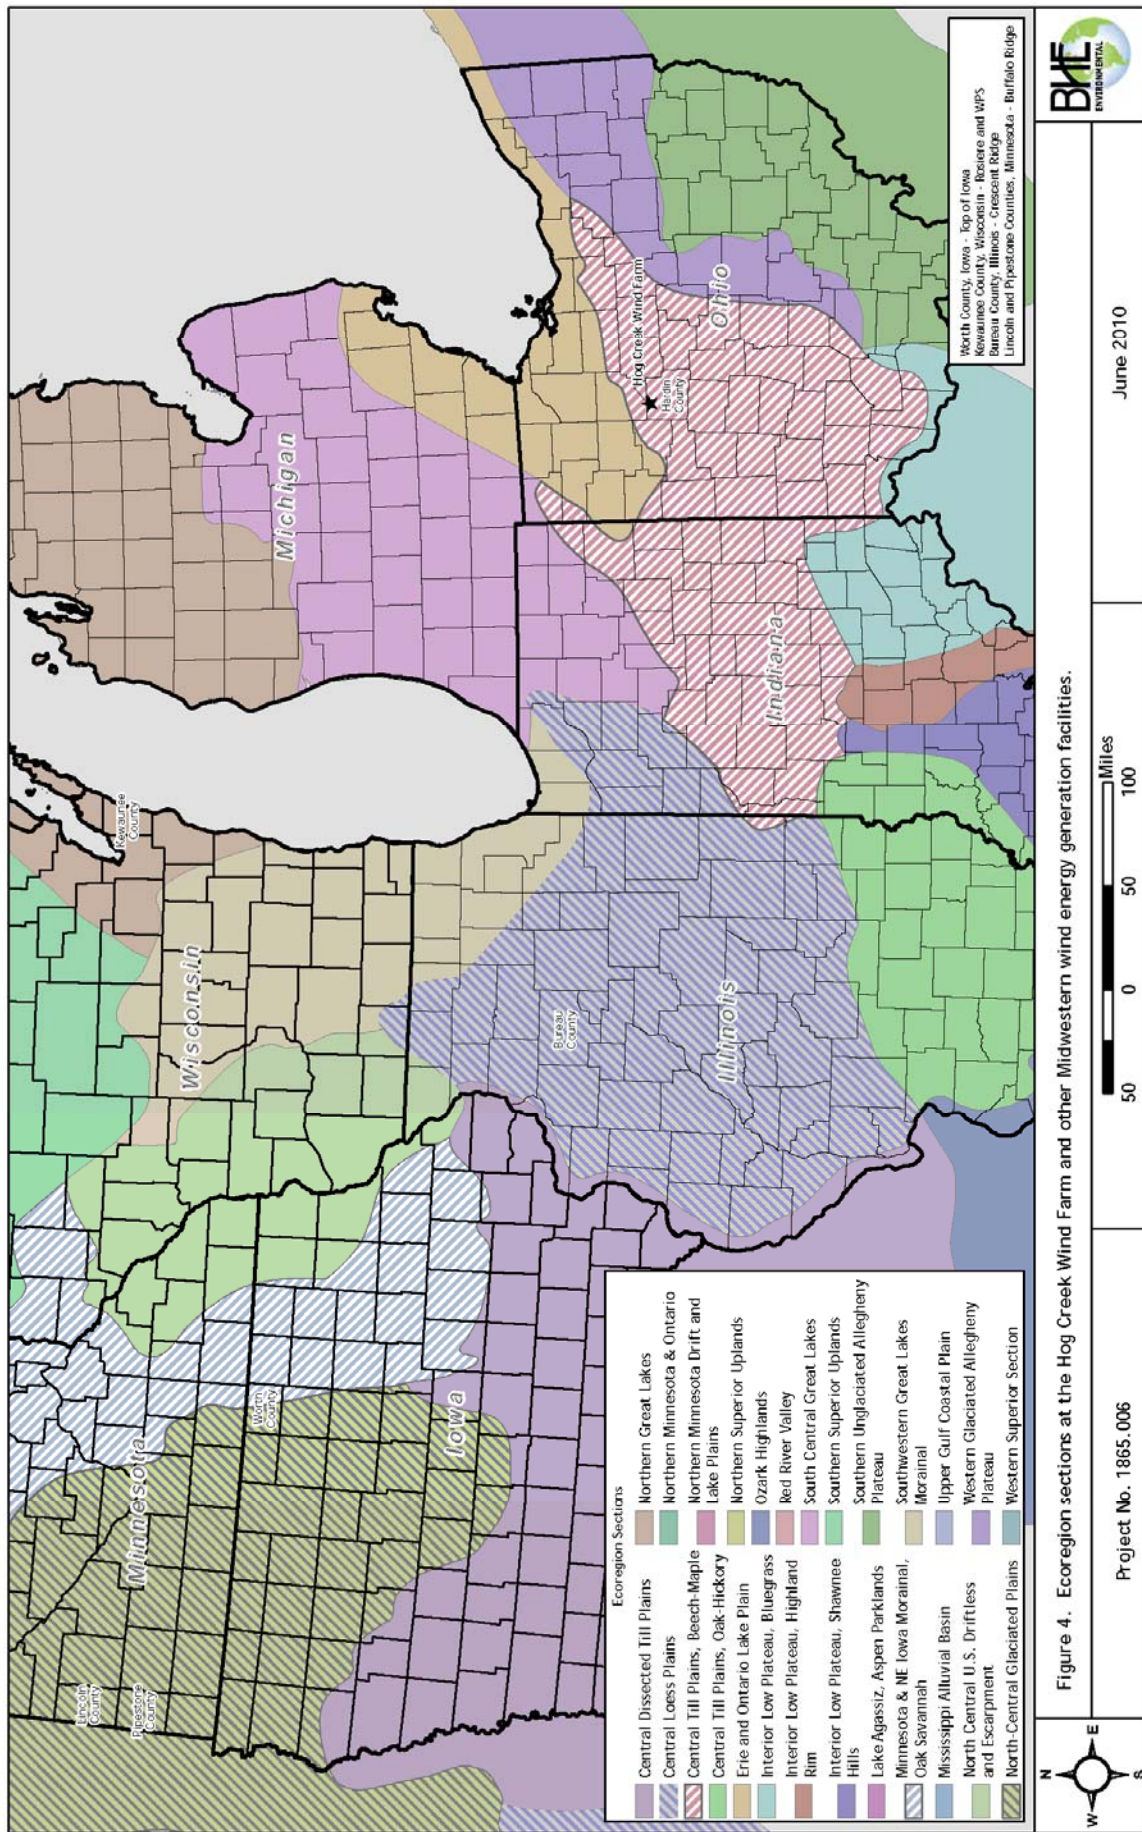 Minnesota
Wisconsin
Michigan
Iowa
Illinois
Indiana
Ohio
Lincoln
County
Pipestone
County
Worth
County
Kewaunee
County
Bureau
County
Hog Creek Wind Farm
Hardin
County
Ecoregion Sections
Central Dissected Till Plains
Central Loess Plains
Central Till Plains, Beech-Maple
Central Till Plains, Oak-Hickory
Erie and Ontario Lake Plain
Interior Low Plateau, Bluegrass
Interior Low Plateau, Highland
Rim
Interior Low Plateau, Shawnee
Hills
Lake Agassiz, Aspen Parklands
Minnesota & NE Iowa Morainal,
Oak Savannah
Mississippi Alluvial Basin
North Central U.S. Driftless
and Escarpment
North-Central Glaciated Plains
Northern Great Lakes
Northern Minnesota & Ontario
Northern Minnesota Drift and
Lake Plains
Northern Superior Uplands
Ozark Highlands
Red River Valley
South Central Great Lakes
Southern Superior Uplands
Southern Unglaciated Allegheny
Plateau
Southwestern Great Lakes
Morainal
Upper Gulf Coastal Plain
Western Glaciated Allegheny
Plateau
Western Superior Section
Worth County, Iowa - Top of Iowa
Kewaunee County, Wisconsin - Rosiere and WPS
Bureau County, Illinois - Crescent Ridge
Lincoln and Pipestone Counties, Minnesota - Buffalo Ridge
N
W E
S
Figure 4. Ecoregion sections at the Hog Creek Wind Farm and other Midwestern wind energy generation facilities.
50 0 50 100
Miles
Project No. 1865.006
June 2010
BHE
ENVIRONMENTAL